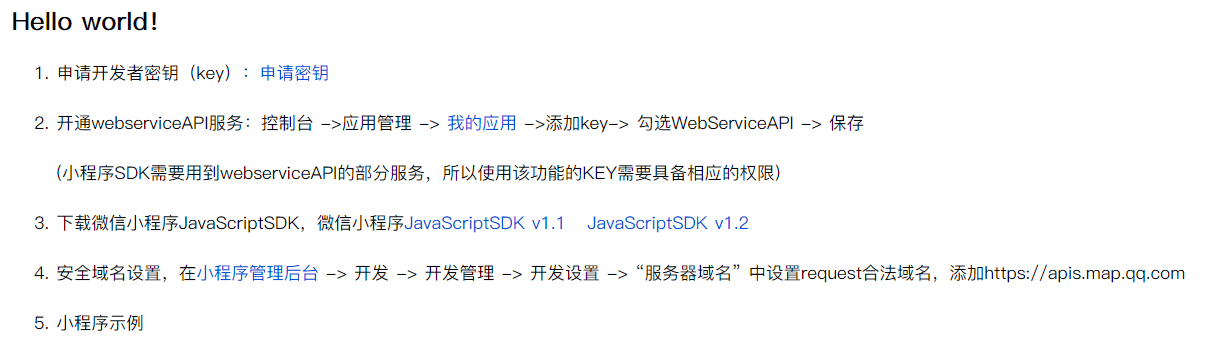 Hello world!
1. 申请开发者密钥（key）：申请密钥
2. 开通webserviceAPI服务：控制台 ->应用管理 -> 我的应用 ->添加key-> 勾选WebServiceAPI -> 保存
(小程序SDK需要用到webserviceAPI的部分服务，所以使用该功能的KEY需要具备相应的权限)
3. 下载微信小程序JavaScriptSDK，微信小程序JavaScriptSDK v1.1 JavaScriptSDK v1.2
4. 安全域名设置，在小程序管理后台 -> 开发 -> 开发管理 -> 开发设置 ->“服务器域名”中设置request合法域名，添加https://apis.map.qq.com
5. 小程序示例